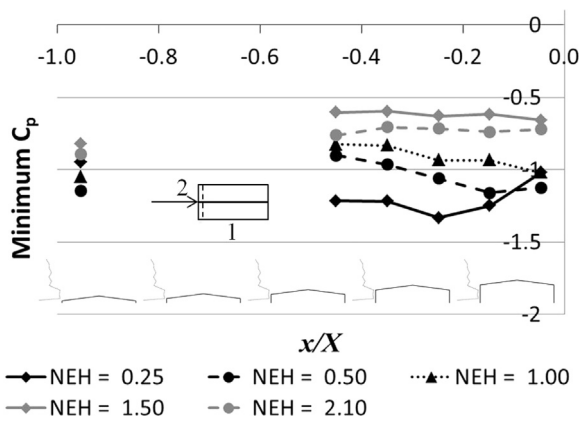 0
-1.0 -0.8 -0.6 -0.4 -0.2 0.0
-0.5
-1
-1.5
-2
Minimum Cp
2
1
x/X
NEH = 0.25 NEH = 0.50 NEH = 1.00
NEH = 1.50 NEH = 2.10